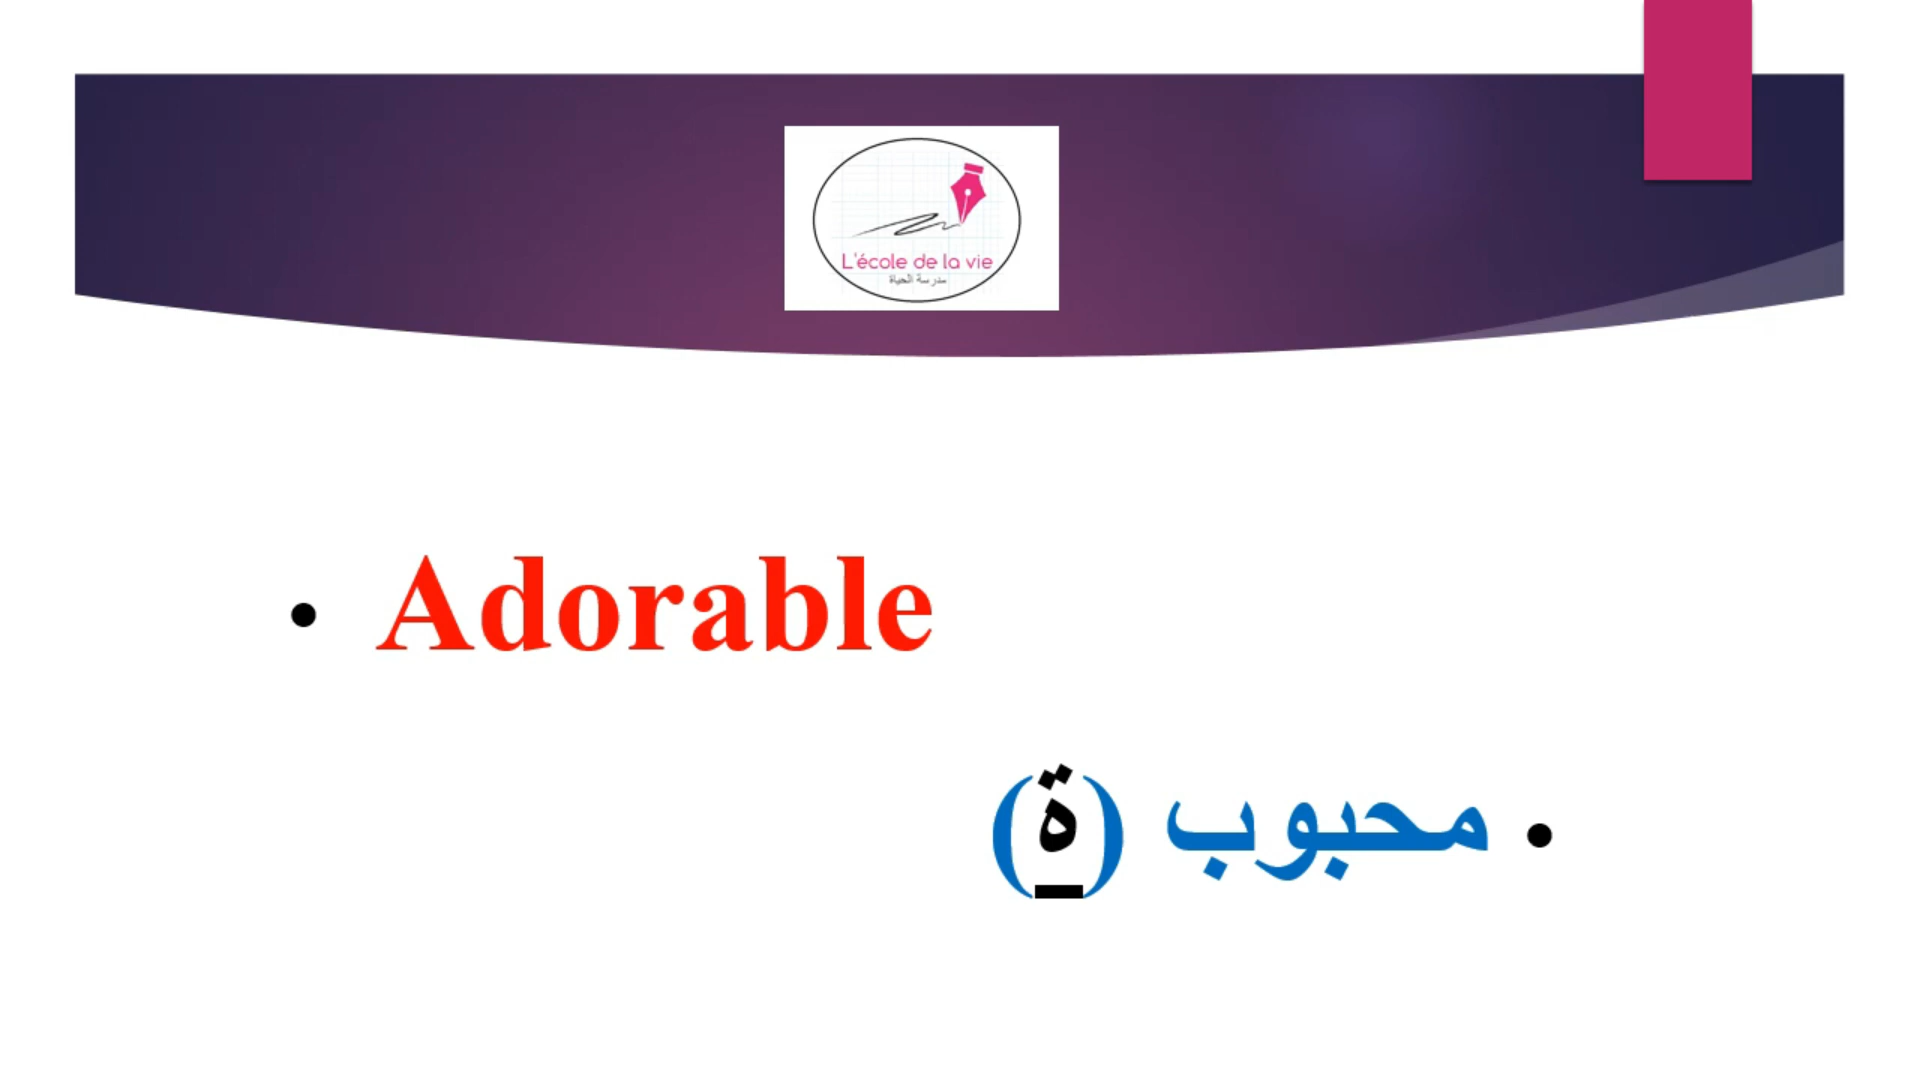 L'école de la vie
مدرسة الحياة
• Adorable
• محبوب (ة)